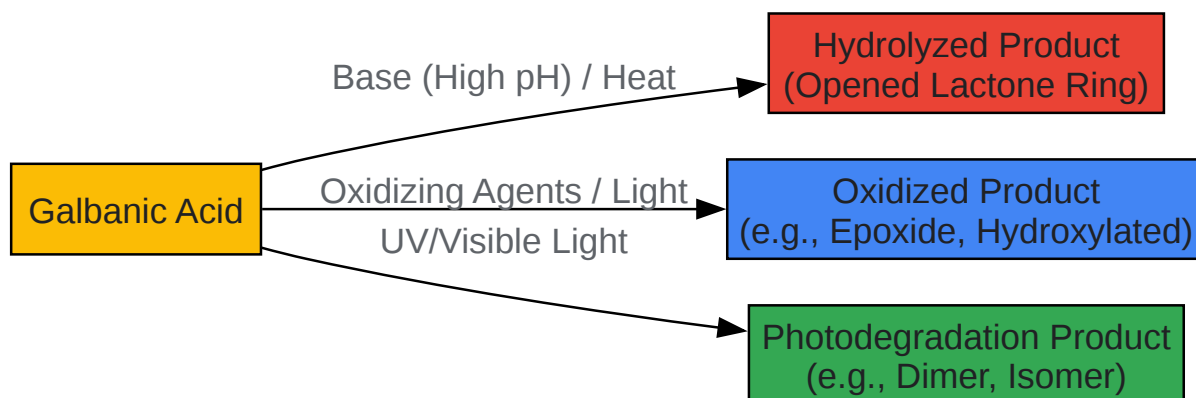 Galbanic Acid
Base (High pH) / Heat
Hydrolyzed Product
(Opened Lactone Ring)
Oxidizing Agents / Light
Oxidized Product
(e.g., Epoxide, Hydroxylated)
UV/Visible Light
Photodegradation Product
(e.g., Dimer, Isomer)